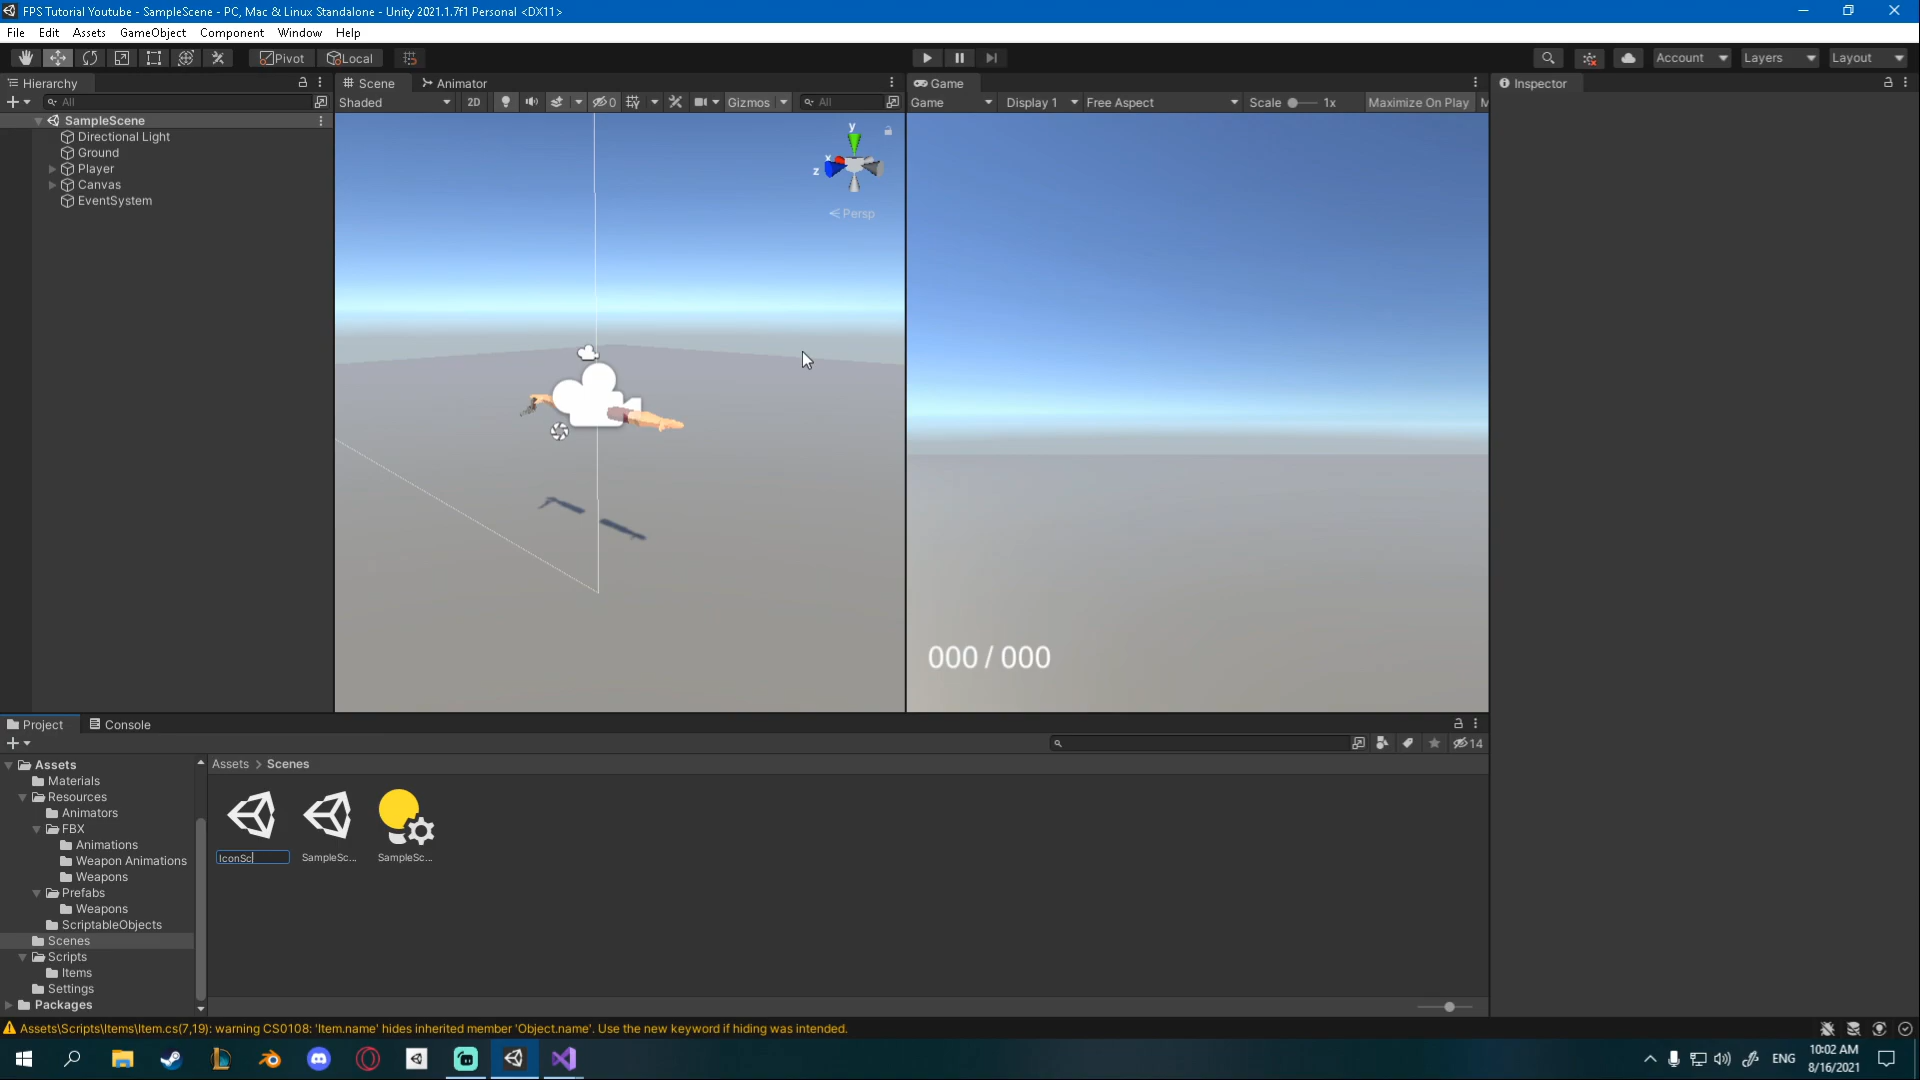 FPS Tutorial Youtube - SampleScene - PC, Mac & Linux Standalone - Unity 2021.1.7f1 Personal <DX11>
File Edit Assets GameObject Component Window Help
Pivot Local Account Layers Layout
Hierarchy
All
SampleScene
Directional Light
Ground
Player
Canvas
EventSystem
Scene Animator
Shaded 2D 0 Gizmos All
y
x
z
Persp
Game
Game Display 1 Free Aspect Scale 1x Maximize On Play M
000 / 000
Inspector
Project Console
14
Assets
Materials
Resources
Animators
FBX
Animations
Weapon Animations
Weapons
Prefabs
Weapons
ScriptableObjects
Scenes
Scripts
Items
Settings
Packages
Assets > Scenes
IconSc
SampleSc...
SampleSc...
Assets\Scripts\Items\Item.cs(7,19): warning CS0108: 'Item.name' hides inherited member 'Object.name'. Use the new keyword if hiding was intended.
ENG
10:02 AM
8/16/2021